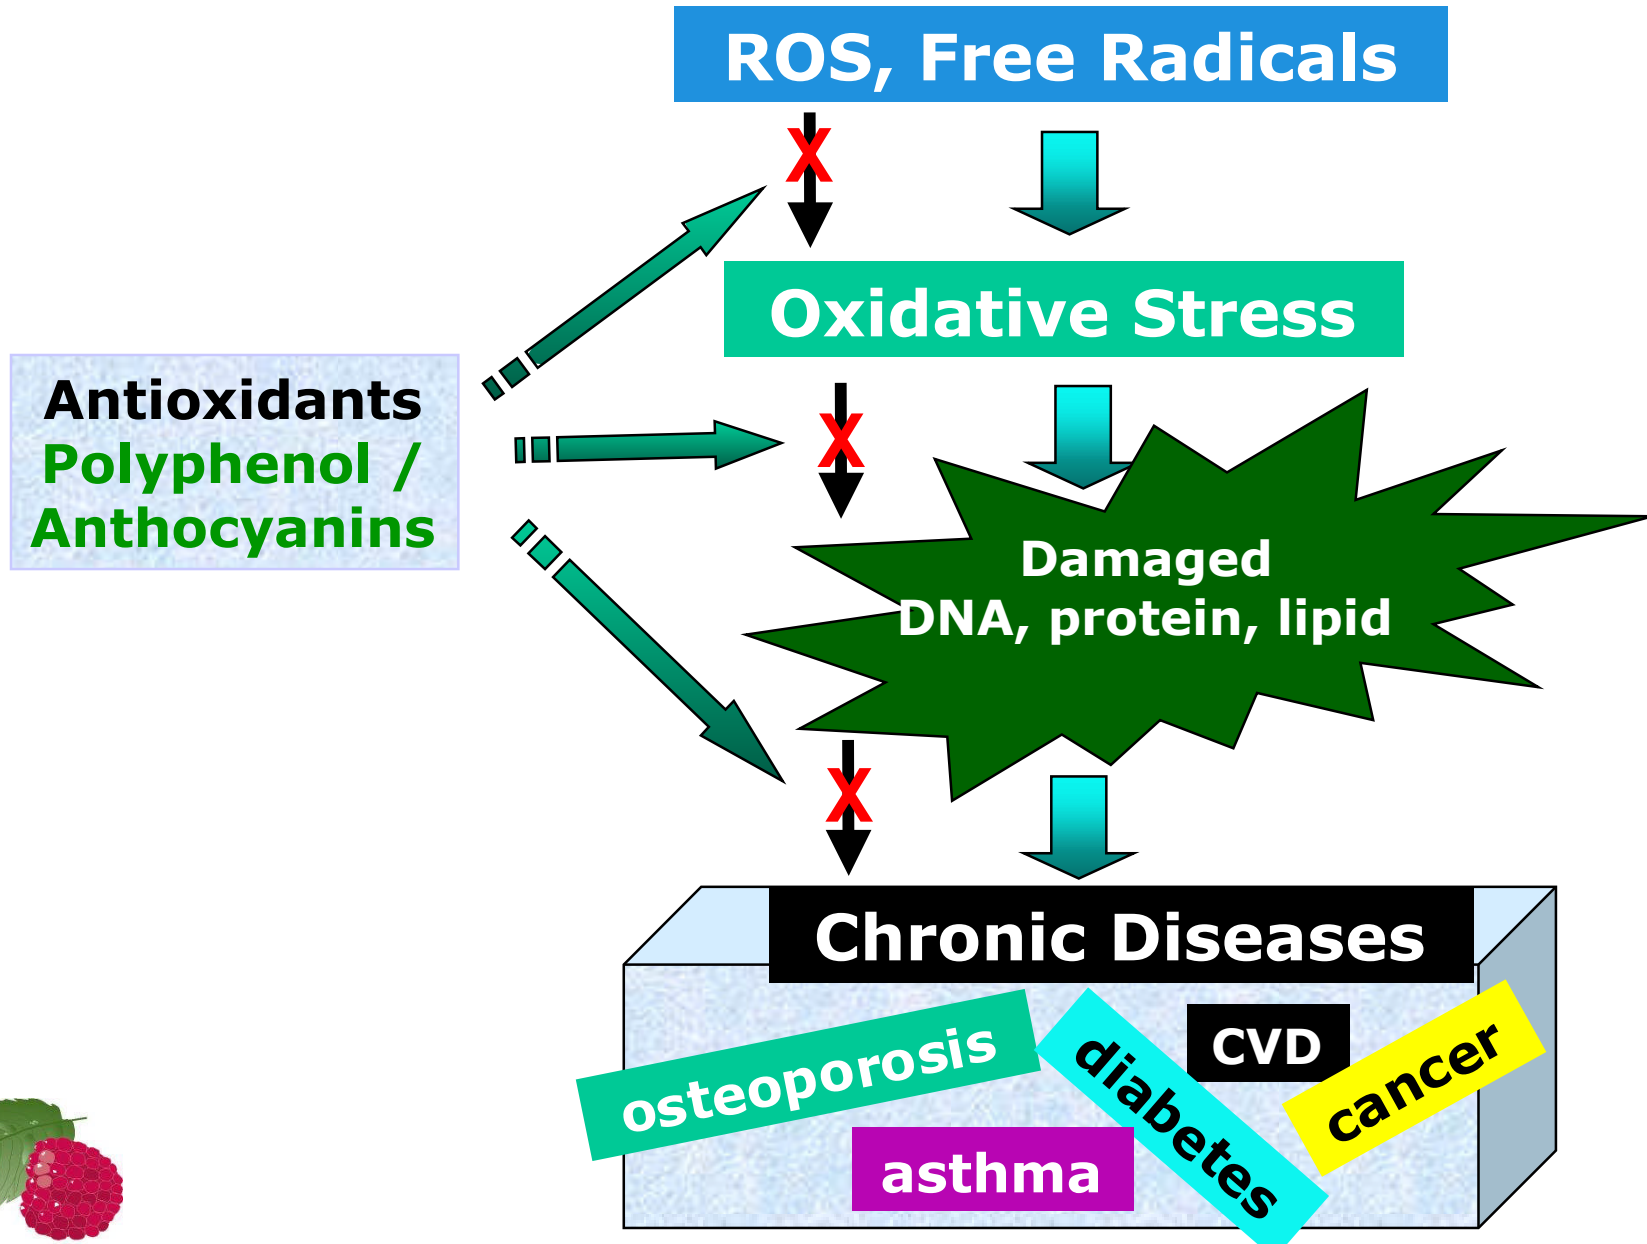 ROS, Free Radicals
X
Oxidative Stress
Antioxidants
Polyphenol /
Anthocyanins
X
Damaged
DNA, protein, lipid
X
Chronic Diseases
osteoporosis
diabetes
CVD
cancer
asthma